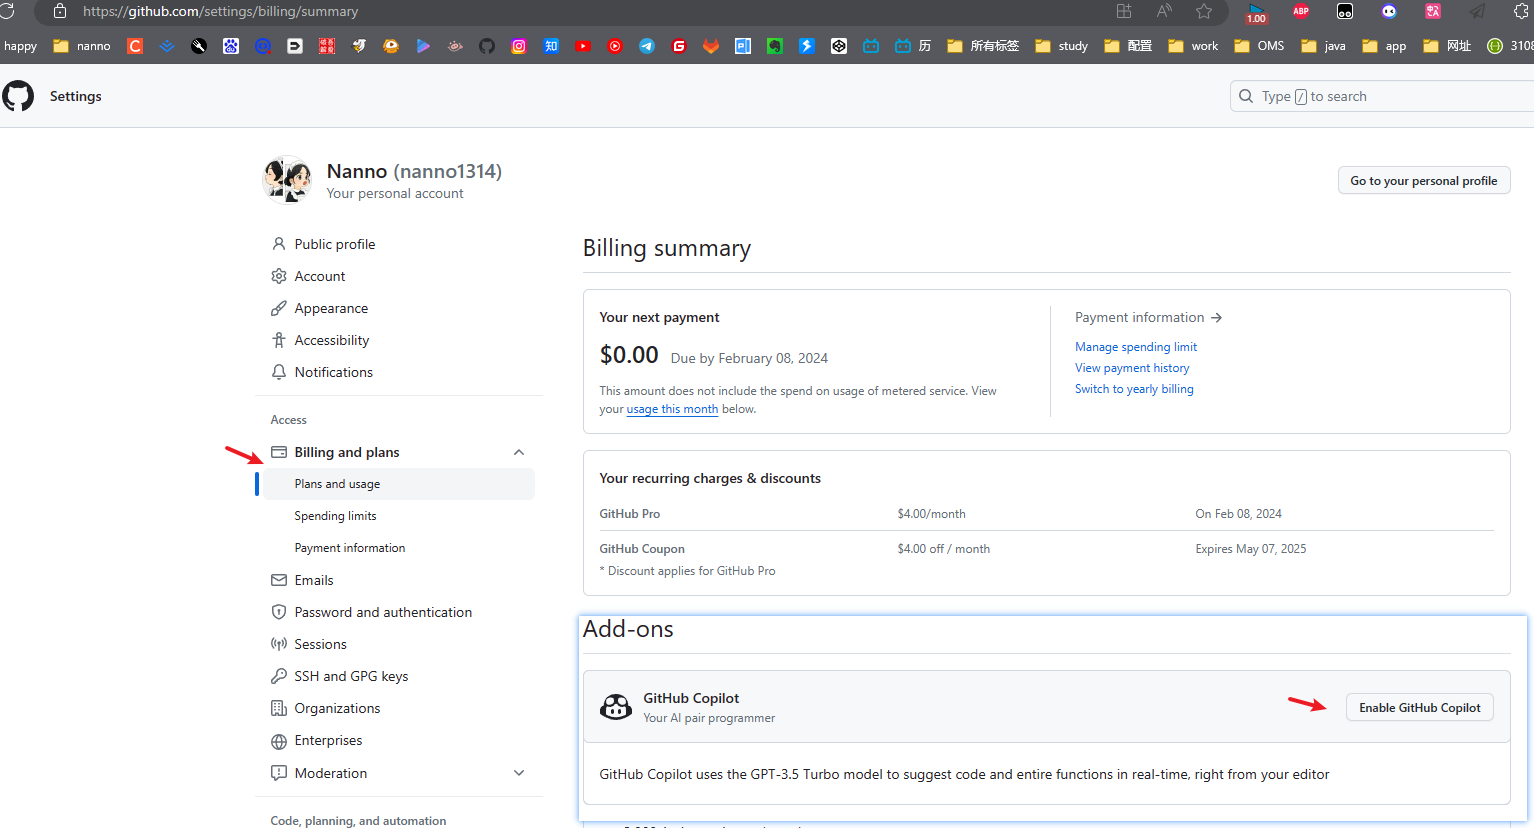 https://github.com/settings/billing/summary
1.00
ABP
happy
nanno
知
历
所有标签
study
配置
work
OMS
java
app
网址
3108
Settings
Type / to search
Nanno (nanno1314)
Your personal account
Go to your personal profile
Public profile
Account
Appearance
Accessibility
Notifications
Access
Billing and plans
Plans and usage
Spending limits
Payment information
Emails
Password and authentication
Sessions
SSH and GPG keys
Organizations
Enterprises
Moderation
Code, planning, and automation
Billing summary
Your next payment
$0.00 Due by February 08, 2024
This amount does not include the spend on usage of metered service. View
your usage this month below.
Payment information →
Manage spending limit
View payment history
Switch to yearly billing
Your recurring charges & discounts
GitHub Pro $4.00/month On Feb 08, 2024
GitHub Coupon $4.00 off / month Expires May 07, 2025
* Discount applies for GitHub Pro
Add-ons
GitHub Copilot
Your AI pair programmer
Enable GitHub Copilot
GitHub Copilot uses the GPT-3.5 Turbo model to suggest code and entire functions in real-time, right from your editor